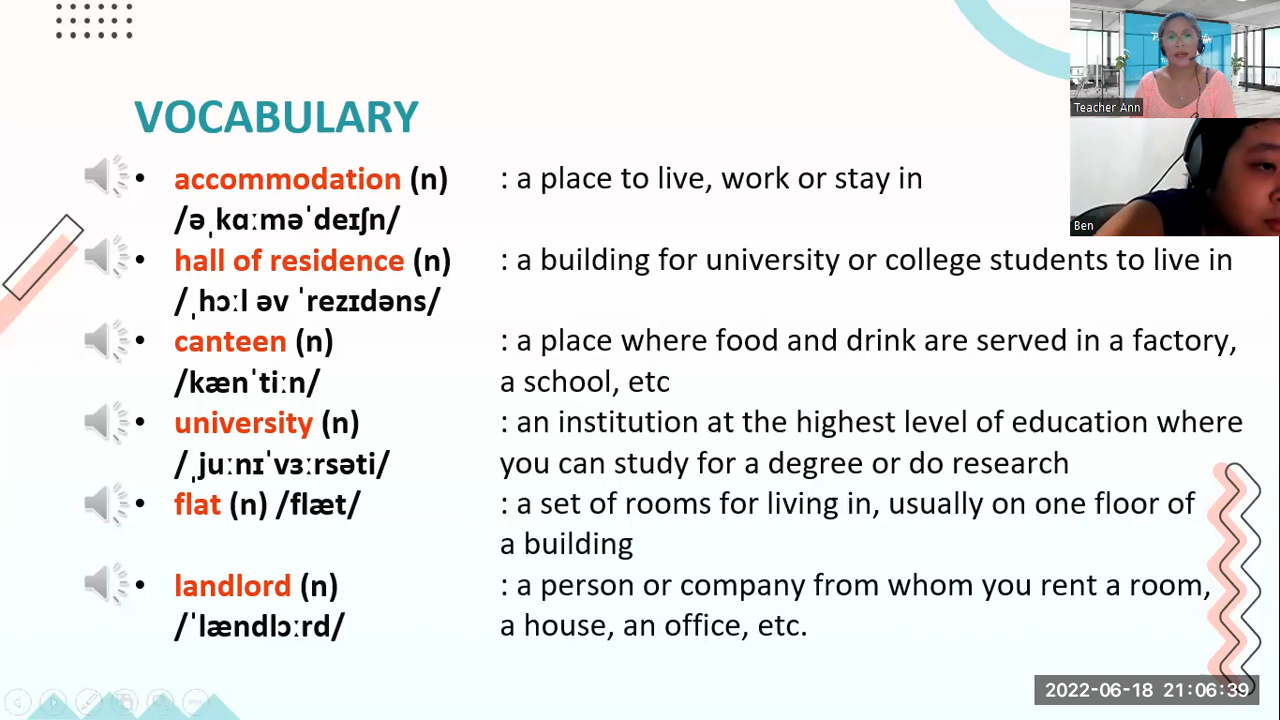 VOCABULARY
accommodation (n) : a place to live, work or stay in
/əˌkɑːməˈdeɪʃn/
hall of residence (n) : a building for university or college students to live in
/ˌhɔːl əv ˈrezɪdəns/
canteen (n) : a place where food and drink are served in a factory,
/kænˈtiːn/ a school, etc
university (n) : an institution at the highest level of education where
/ˌjuːnɪˈvɜːrsəti/ you can study for a degree or do research
flat (n) /flæt/ : a set of rooms for living in, usually on one floor of
a building
landlord (n) : a person or company from whom you rent a room,
/ˈlændlɔːrd/ a house, an office, etc.
Teacher Ann
Ben
2022-06-18 21:06:39